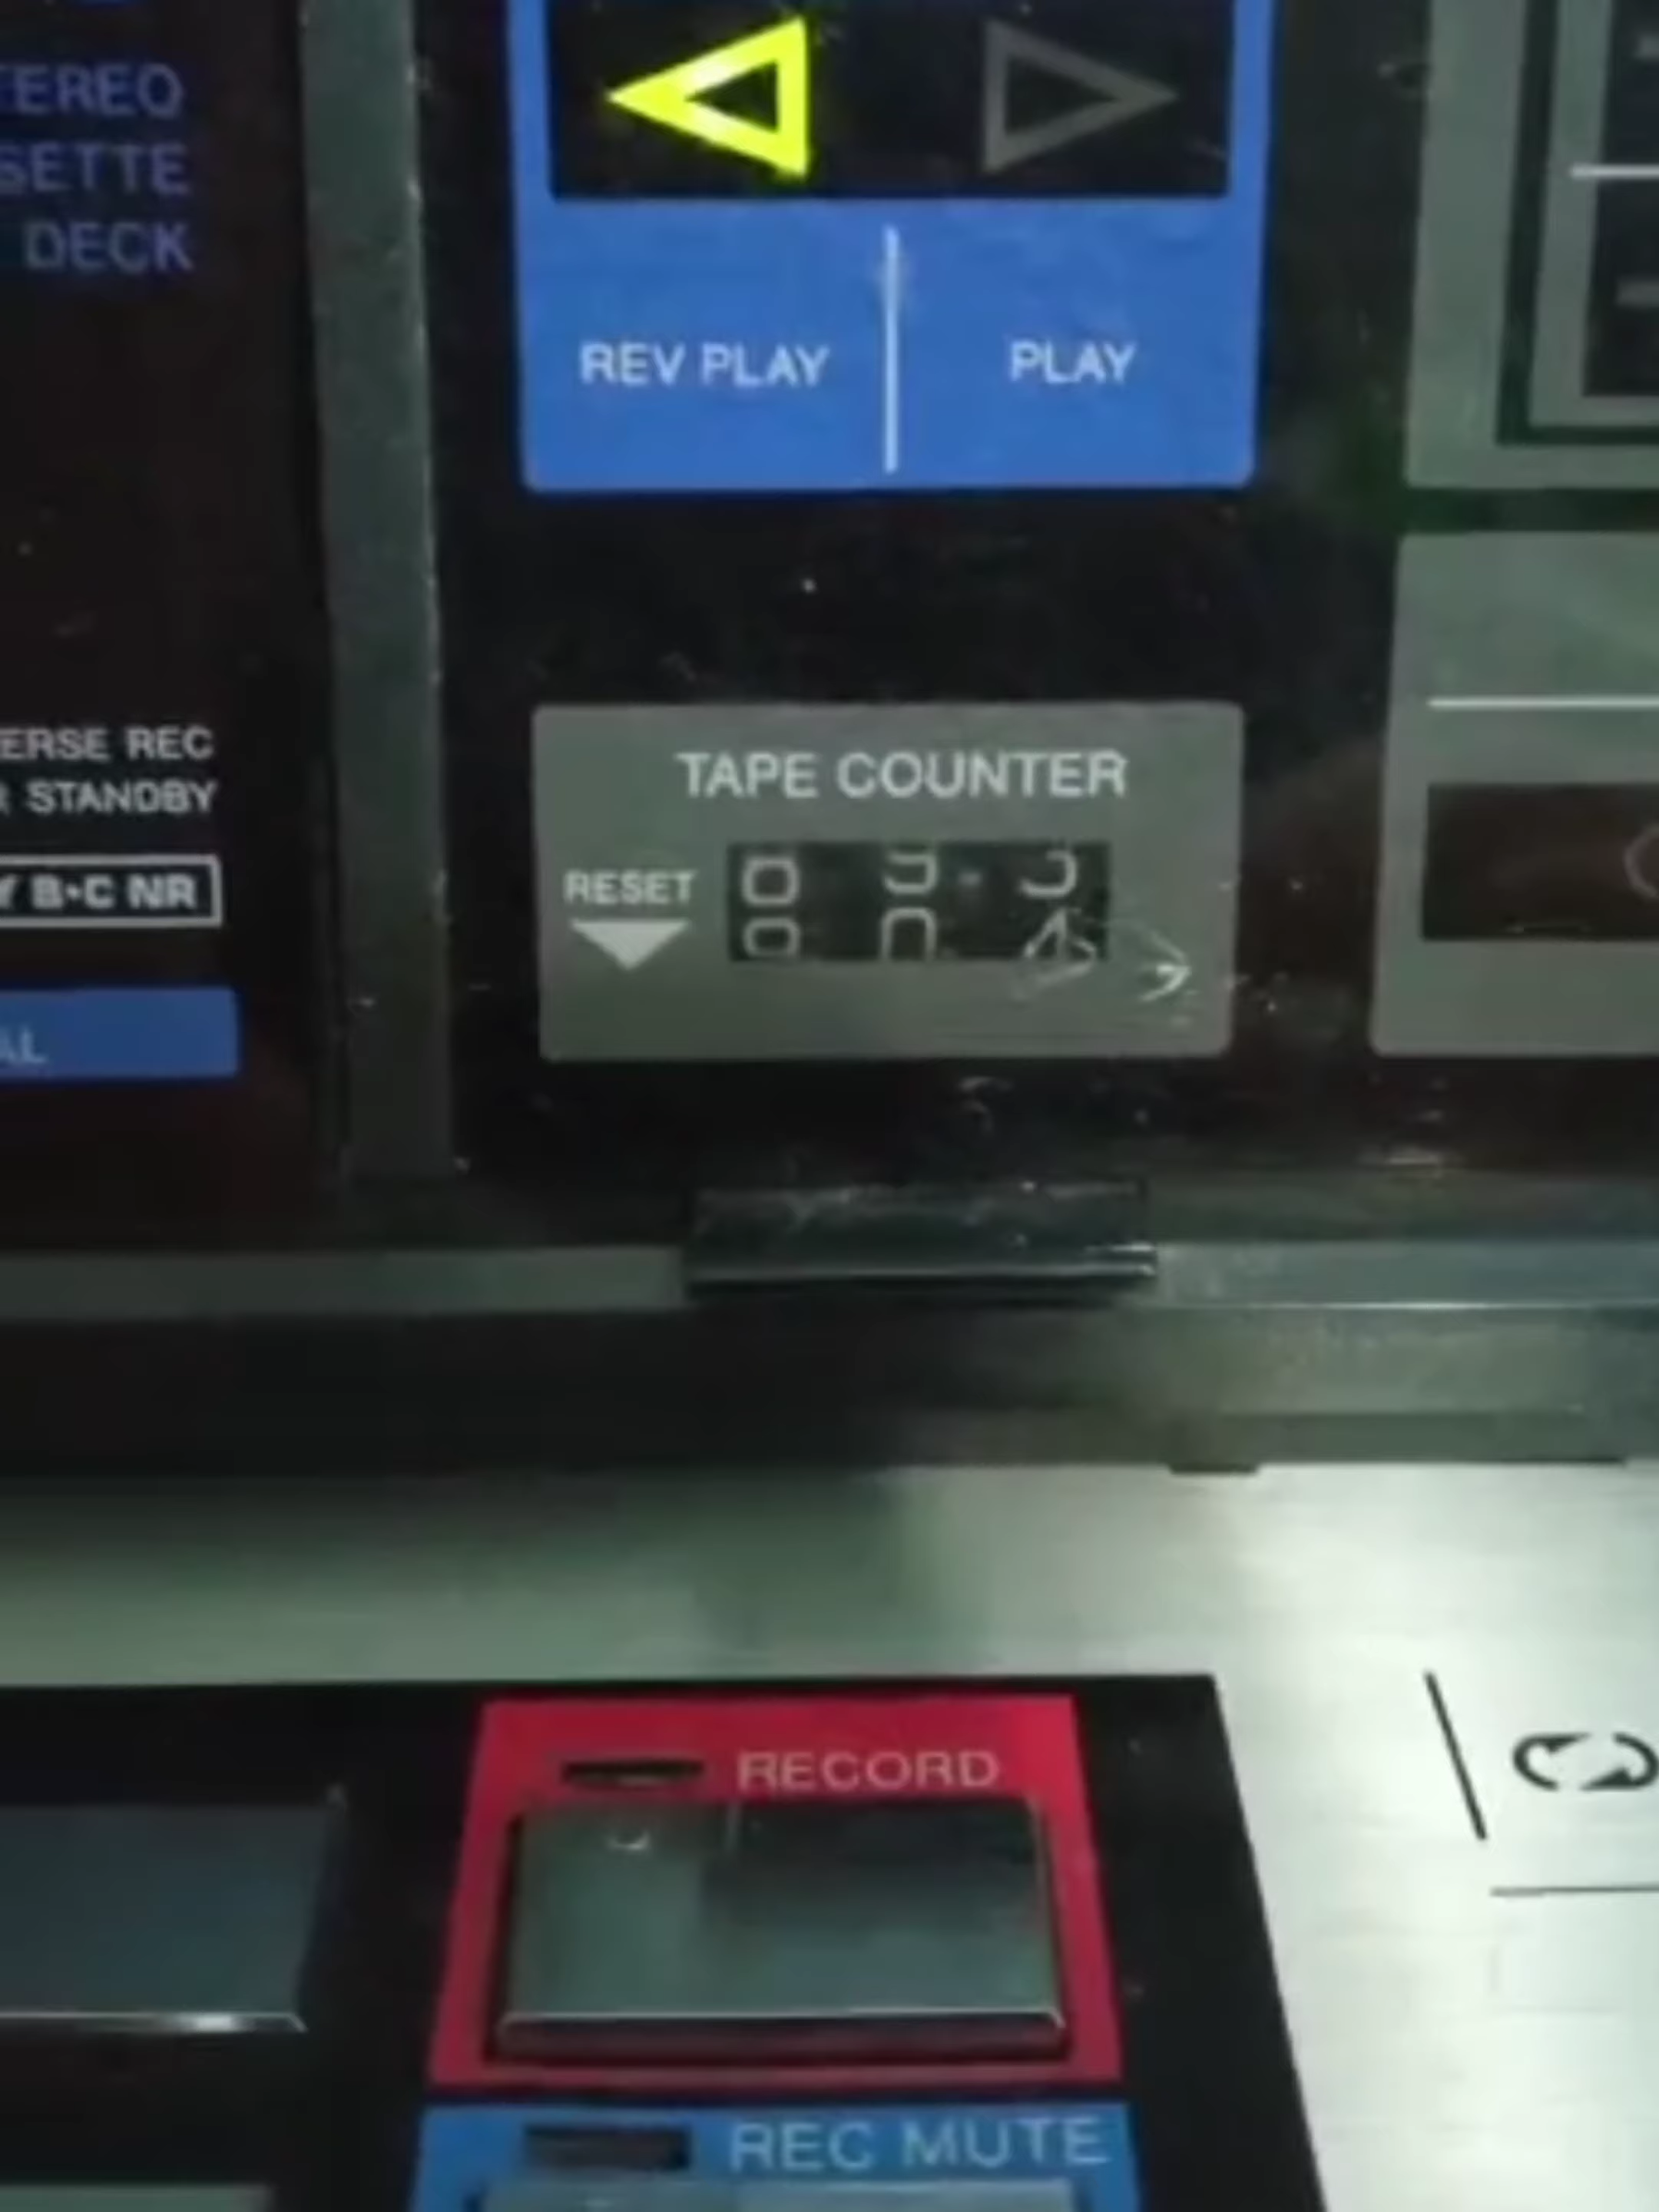 TEREO
SETTE
DECK
REV PLAY
PLAY
ERSE REC
R STANDBY
Y B·C NR
AL
TAPE COUNTER
RESET
RECORD
REC MUTE